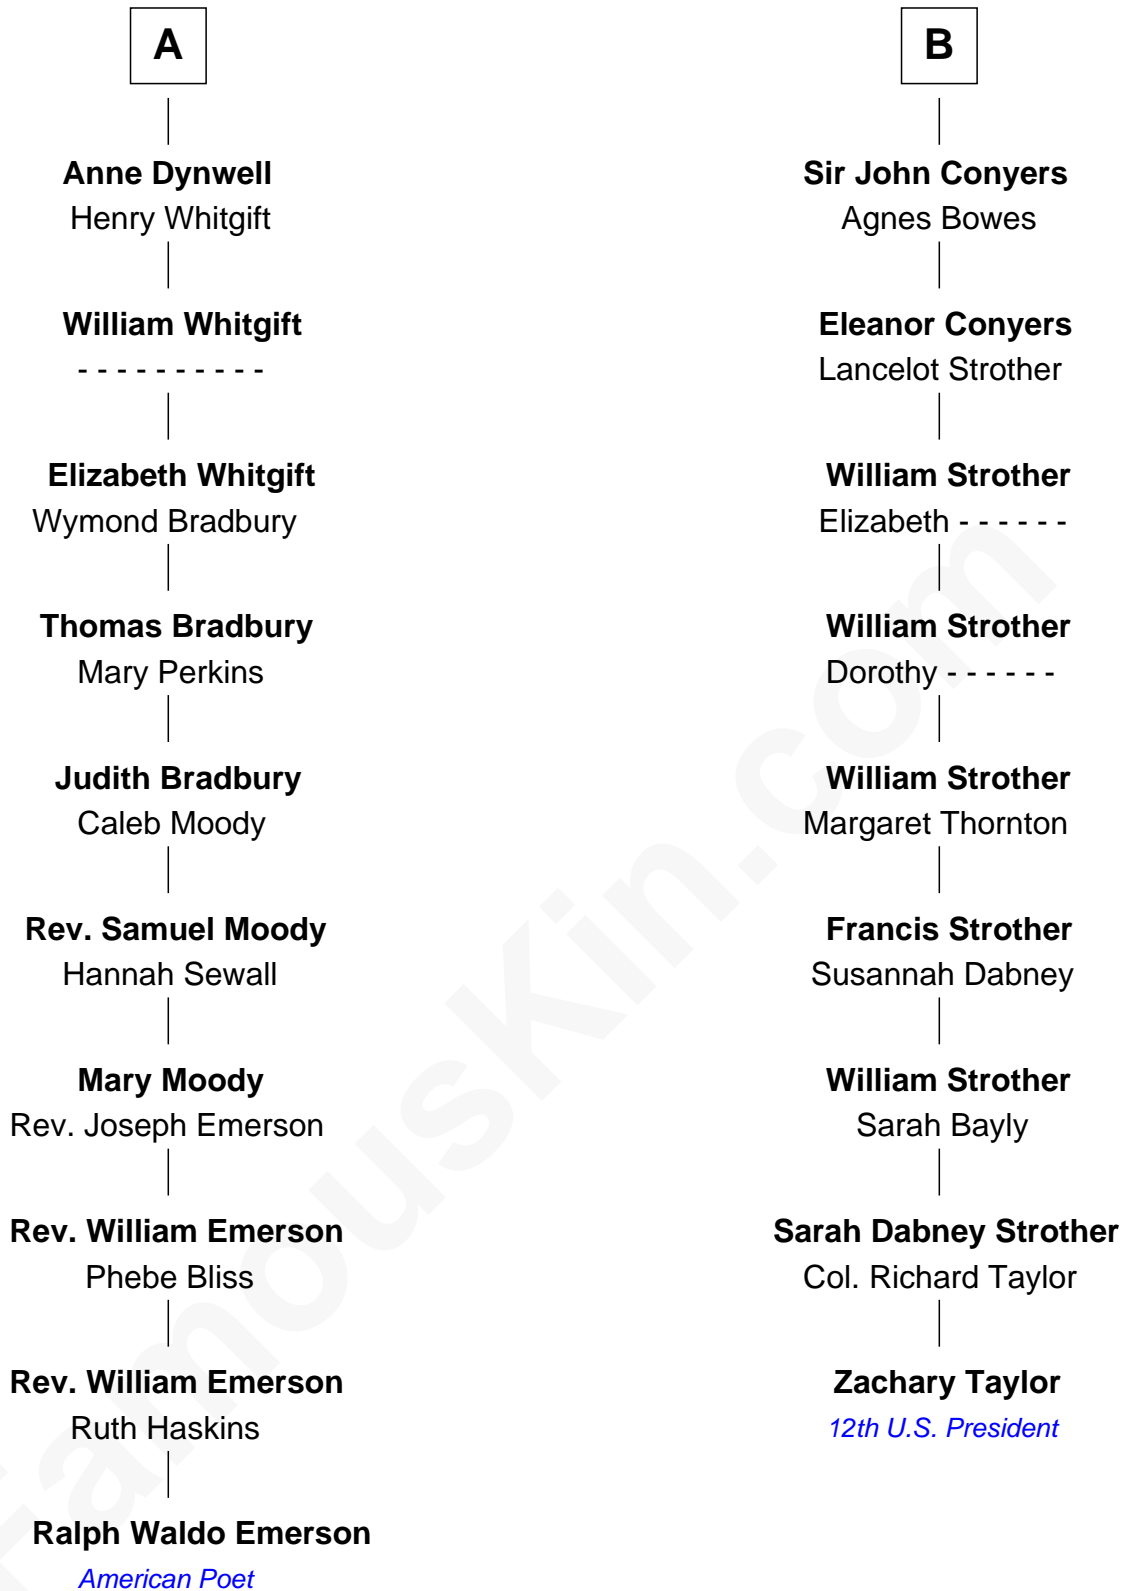 A
Anne Dynwell
Henry Whitgift
William Whitgift
- - - - - - - - - -
Elizabeth Whitgift
Wymond Bradbury
Thomas Bradbury
Mary Perkins
Judith Bradbury
Caleb Moody
Rev. Samuel Moody
Hannah Sewall
Mary Moody
Rev. Joseph Emerson
Rev. William Emerson
Phebe Bliss
Rev. William Emerson
Ruth Haskins
Ralph Waldo Emerson
American Poet
B
Sir John Conyers
Agnes Bowes
Eleanor Conyers
Lancelot Strother
William Strother
Elizabeth - - - - - -
William Strother
Dorothy - - - - - -
William Strother
Margaret Thornton
Francis Strother
Susannah Dabney
William Strother
Sarah Bayly
Sarah Dabney Strother
Col. Richard Taylor
Zachary Taylor
12th U.S. President
FamousKin.com